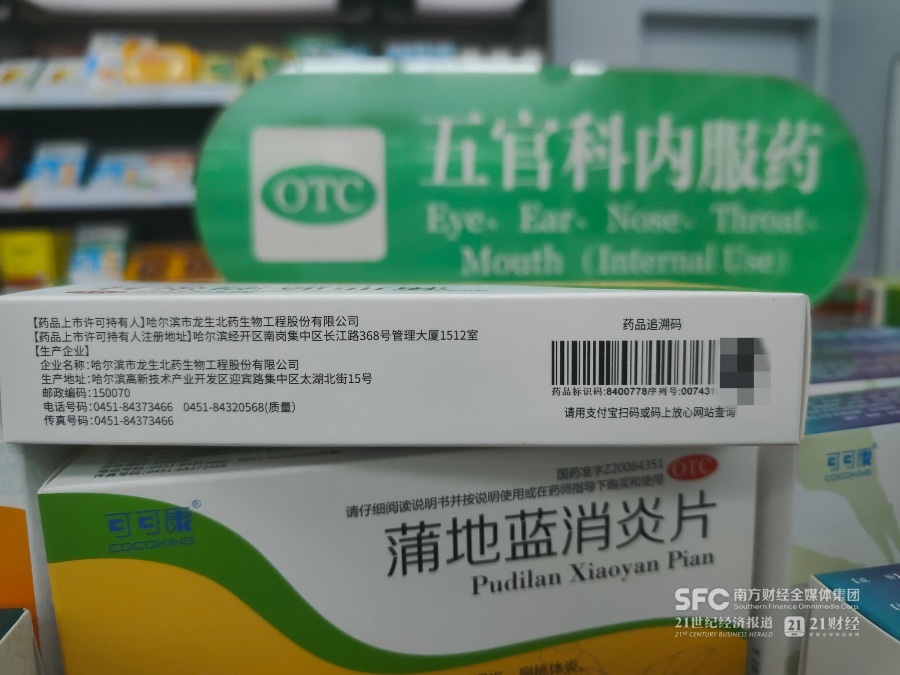 OTC
五官科内服药
Eye、Ear、Nose、Throat、
Mouth（Internal Use）
【药品上市许可持有人】哈尔滨市龙生北药生物工程股份有限公司
【药品上市许可持有人注册地址】哈尔滨经开区南岗集中区长江路368号管理大厦1512室
【生产企业】
企业名称：哈尔滨市龙生北药生物工程股份有限公司
生产地址：哈尔滨高新技术产业开发区迎宾路集中区太湖北街15号
邮政编码：150070
电话号码：0451-84373466 0451-84320568(质量)
传真号码：0451-84373466
药品追溯码
药品标识码:8400778序列号:00743
请用支付宝扫码或码上放心网站查询
国药准字Z20064351
OTC
请仔细阅读说明书并按说明使用或在药师指导下购买和使用
可可康®
COCOKING
蒲地蓝消炎片
Pudilan Xiaoyan Pian
可可康
SFC 南方财经全媒体集团
Southern Finance Omnimedia Corp.
21世纪经济报道 21 21财经
21ST CENTURY BUSINESS HERALD